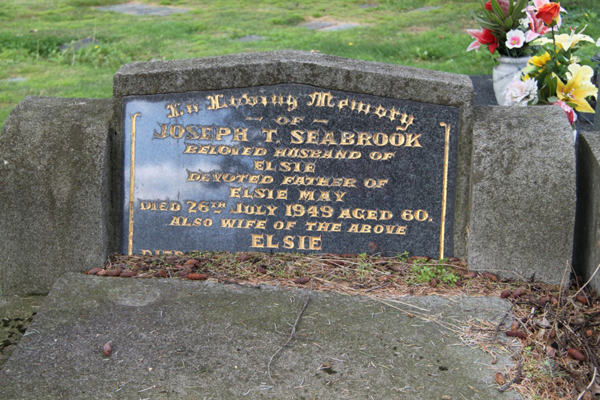 In Loving Memory
— OF —
JOSEPH T. SEABROOK
BELOVED HUSBAND OF
ELSIE
DEVOTED FATHER OF
ELSIE MAY
DIED 26TH JULY 1949 AGED 60.
ALSO WIFE OF THE ABOVE
ELSIE